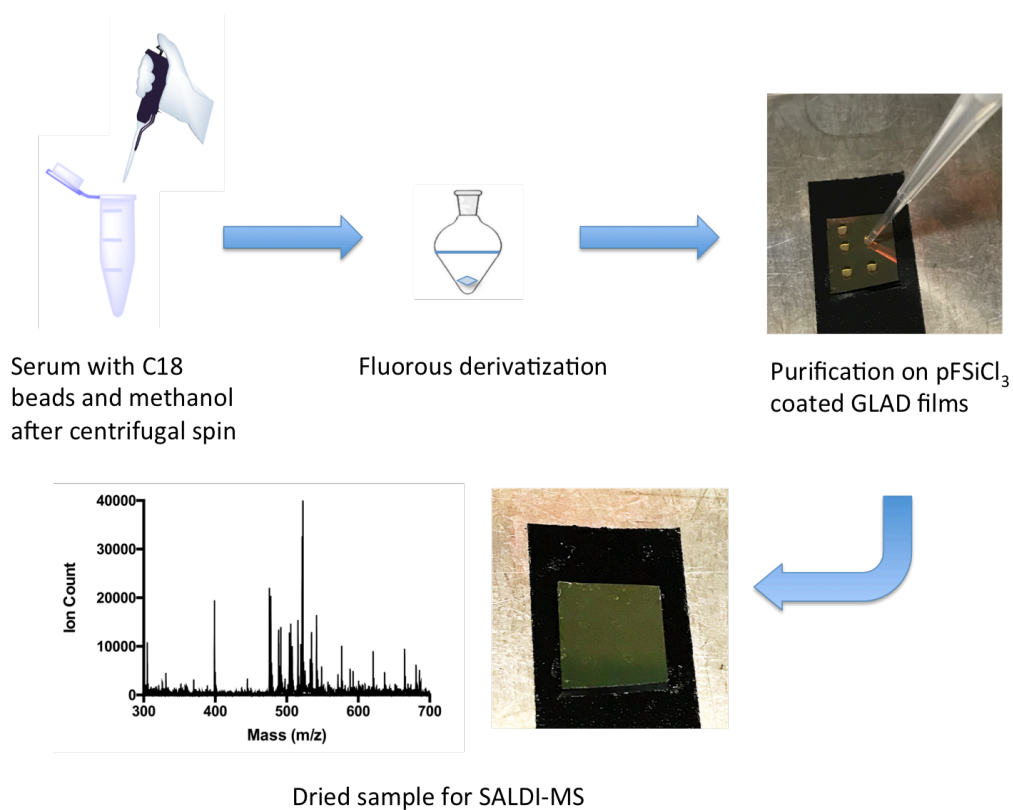 Serum with C18
beads and methanol
after centrifugal spin
Fluorous derivatization
Purification on pFSiCl₃
coated GLAD films
40000
30000
20000
10000
0
Ion Count
300 400 500 600 700
Mass (m/z)
Dried sample for SALDI-MS